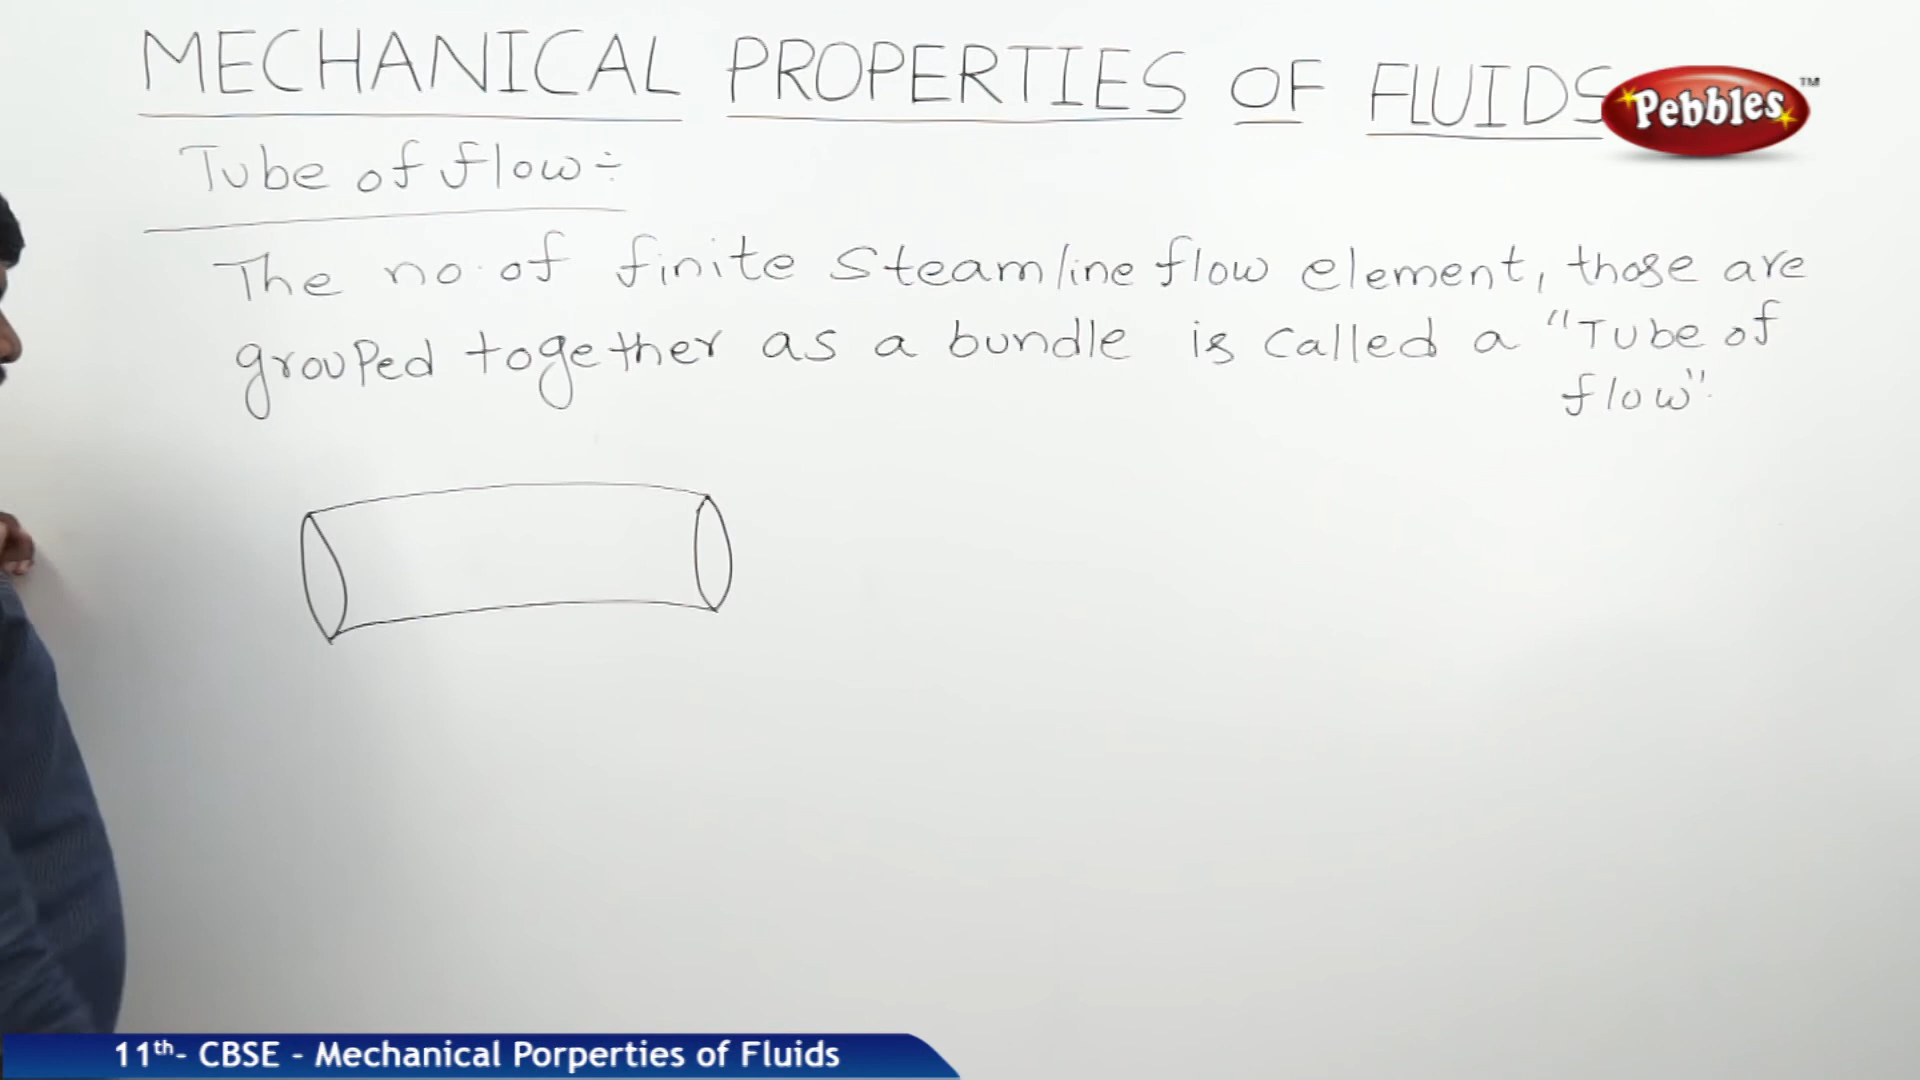 MECHANICAL PROPERTIES OF FLUIDS
Pebbles™
Tube of flow÷
The no. of finite Steamline flow element, those are
grouped together as a bundle is called a "Tube of
flow".
11th- CBSE - Mechanical Porperties of Fluids